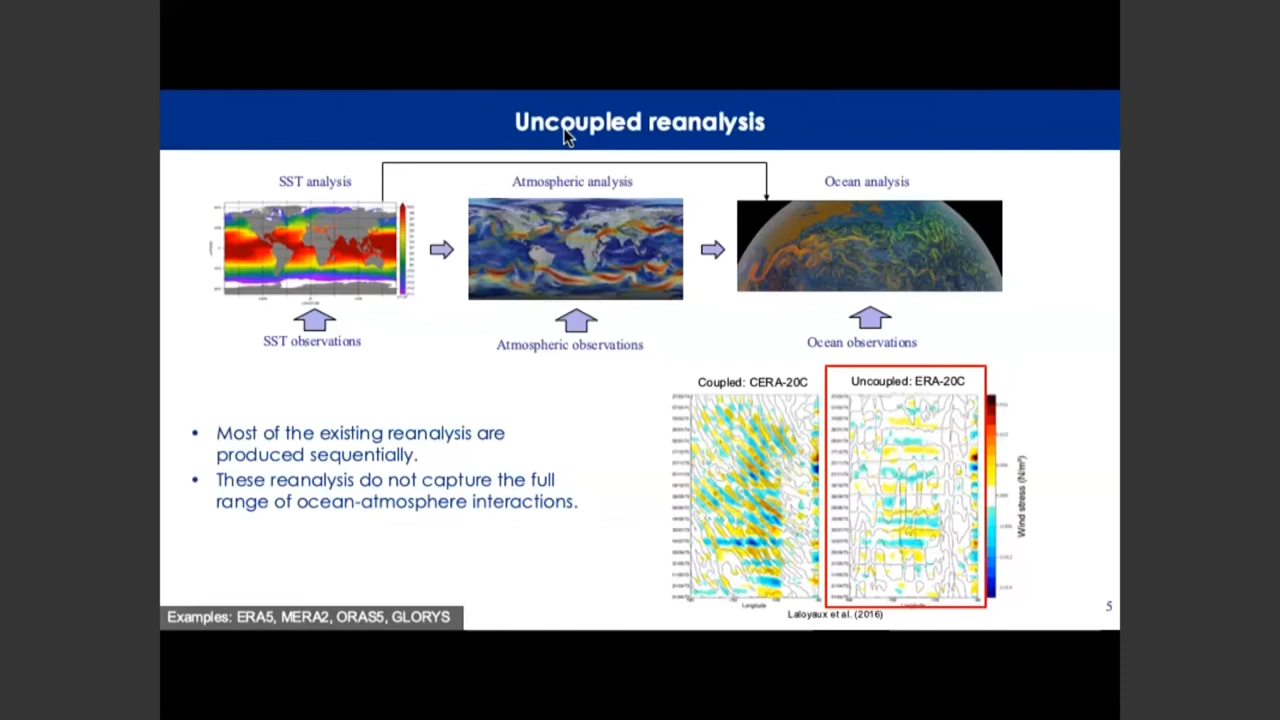 Uncoupled reanalysis
SST analysis
Atmospheric analysis
Ocean analysis
SST observations
Atmospheric observations
Ocean observations
Coupled: CERA-20C
Uncoupled: ERA-20C
• Most of the existing reanalysis are
produced sequentially.
• These reanalysis do not capture the full
range of ocean-atmosphere interactions.
Wind stress (N/m²)
Longitude
Longitude
Laloyaux et al. (2016)
5
Examples: ERA5, MERA2, ORAS5, GLORYS